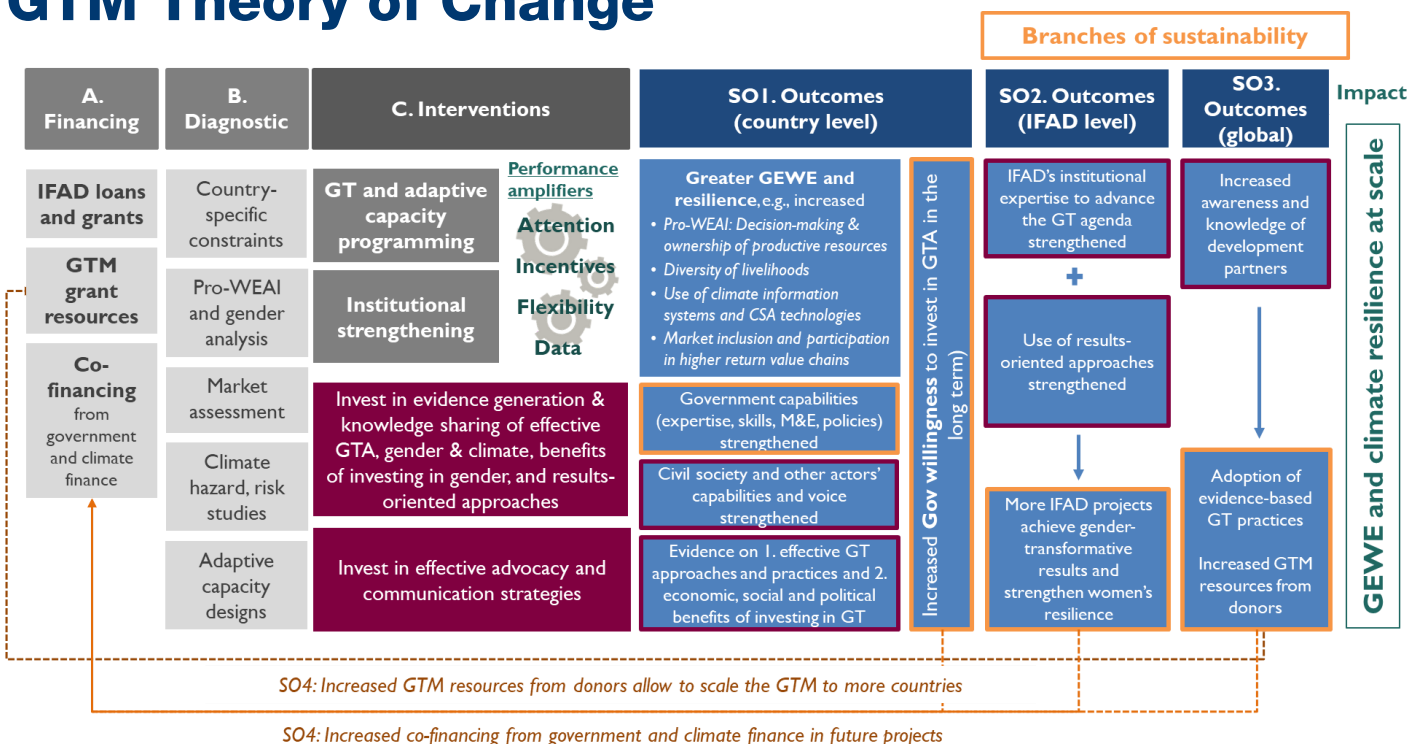 GTM Theory of Change
Branches of sustainability
A.
Financing
B.
Diagnostic
C. Interventions
SO1. Outcomes
(country level)
SO2. Outcomes
(IFAD level)
SO3.
Outcomes
(global)
Impact
IFAD loans
and grants
GTM
grant
resources
Co-
financing
from
government
and climate
finance
Country-
specific
constraints
Pro-WEAI
and gender
analysis
Market
assessment
Climate
hazard, risk
studies
Adaptive
capacity
designs
GT and adaptive
capacity
programming
Institutional
strengthening
Performance
amplifiers
Attention
Incentives
Flexibility
Data
Invest in evidence generation &
knowledge sharing of effective
GTA, gender & climate, benefits
of investing in gender, and results-
oriented approaches
Invest in effective advocacy and
communication strategies
Greater GEWE and
resilience, e.g., increased
• Pro-WEAI: Decision-making &
ownership of productive resources
• Diversity of livelihoods
• Use of climate information
systems and CSA technologies
• Market inclusion and participation
in higher return value chains
Government capabilities
(expertise, skills, M&E, policies)
strengthened
Civil society and other actors'
capabilities and voice
strengthened
Evidence on 1. effective GT
approaches and practices and 2.
economic, social and political
benefits of investing in GT
Increased Gov willingness to invest in GTA in the
long term)
IFAD's institutional
expertise to advance
the GT agenda
strengthened
Use of results-
oriented approaches
strengthened
More IFAD projects
achieve gender-
transformative
results and
strengthen women's
resilience
Increased
awareness and
knowledge of
development
partners
Adoption of
evidence-based
GT practices
Increased GTM
resources from
donors
GEWE and climate resilience at scale
SO4: Increased GTM resources from donors allow to scale the GTM to more countries
SO4: Increased co-financing from government and climate finance in future projects